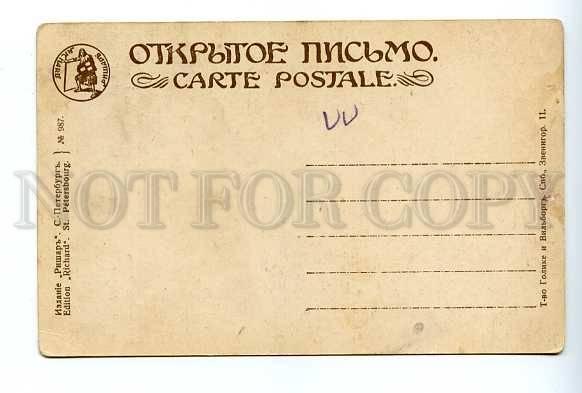 ОТКРЫТОЕ ПИСЬМО.
CARTE POSTALE.
Изданіе „Ришаръ“. С. Петербургъ.
Edition „Richard“. St. Pétersbourg.
№ 987.
Т-во Голике и Вильборгъ. Спб., Звенигор. 11.
NOT FOR COPY